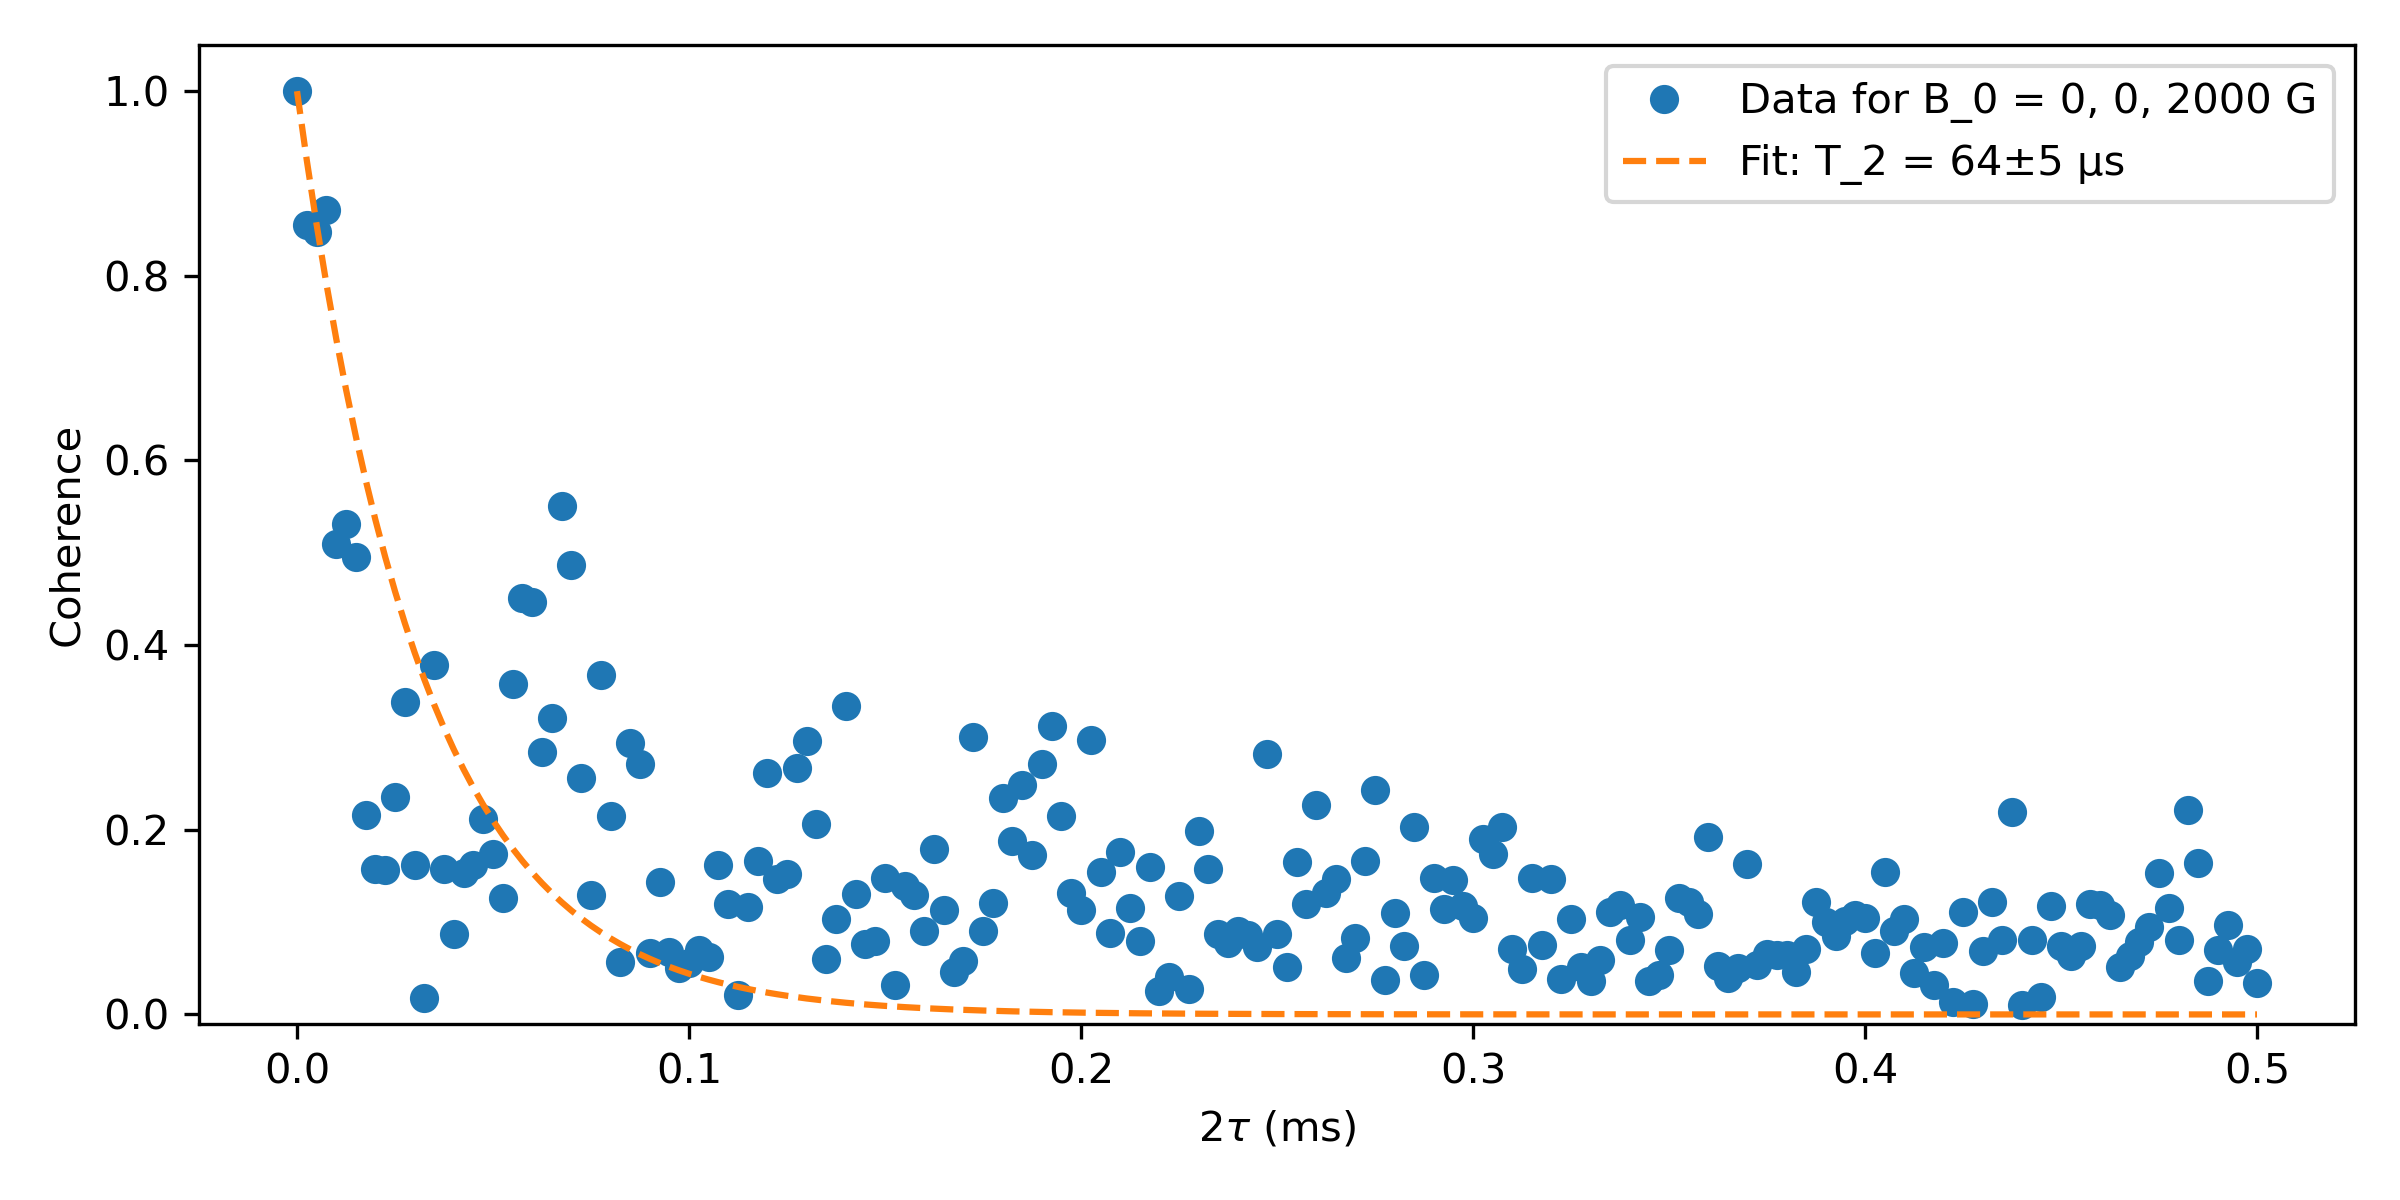 Data for B_0 = 0, 0, 2000 G
Fit: T_2 = 64±5 μs
1.0
0.8
0.6
0.4
0.2
0.0
Coherence
0.0 0.1 0.2 0.3 0.4 0.5
2τ (ms)